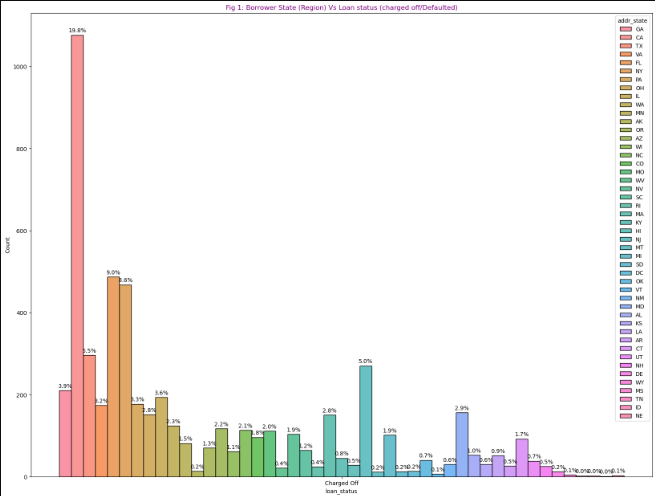 Fig 1: Borrower State (Region) Vs Loan status (charged off/Defaulted)
addr_state
GA
CA
TX
VA
FL
NY
PA
OH
IL
WA
MN
AK
OR
AZ
WI
NC
CO
MO
WV
NV
SC
RI
MA
KY
HI
NJ
MT
MI
SD
DC
OK
VT
NM
MD
AL
KS
LA
AR
CT
UT
NH
DE
WY
MS
TN
ID
NE
Count
1000
800
600
400
200
0
3.9%
19.8%
5.5%
3.2%
9.0%
8.6%
3.3%
2.8%
3.6%
2.3%
1.5%
0.2%
1.3%
2.2%
1.1%
2.1%
1.8%
2.0%
0.4%
1.9%
1.2%
0.4%
2.8%
0.8%
0.5%
5.0%
0.2%
1.9%
0.2%
0.2%
0.7%
0.1%
0.6%
2.9%
1.0%
0.6%
0.9%
0.5%
1.7%
0.7%
0.5%
0.2%
0.1%
0.0%
0.0%
0.0%
0.1%
Charged Off
loan_status